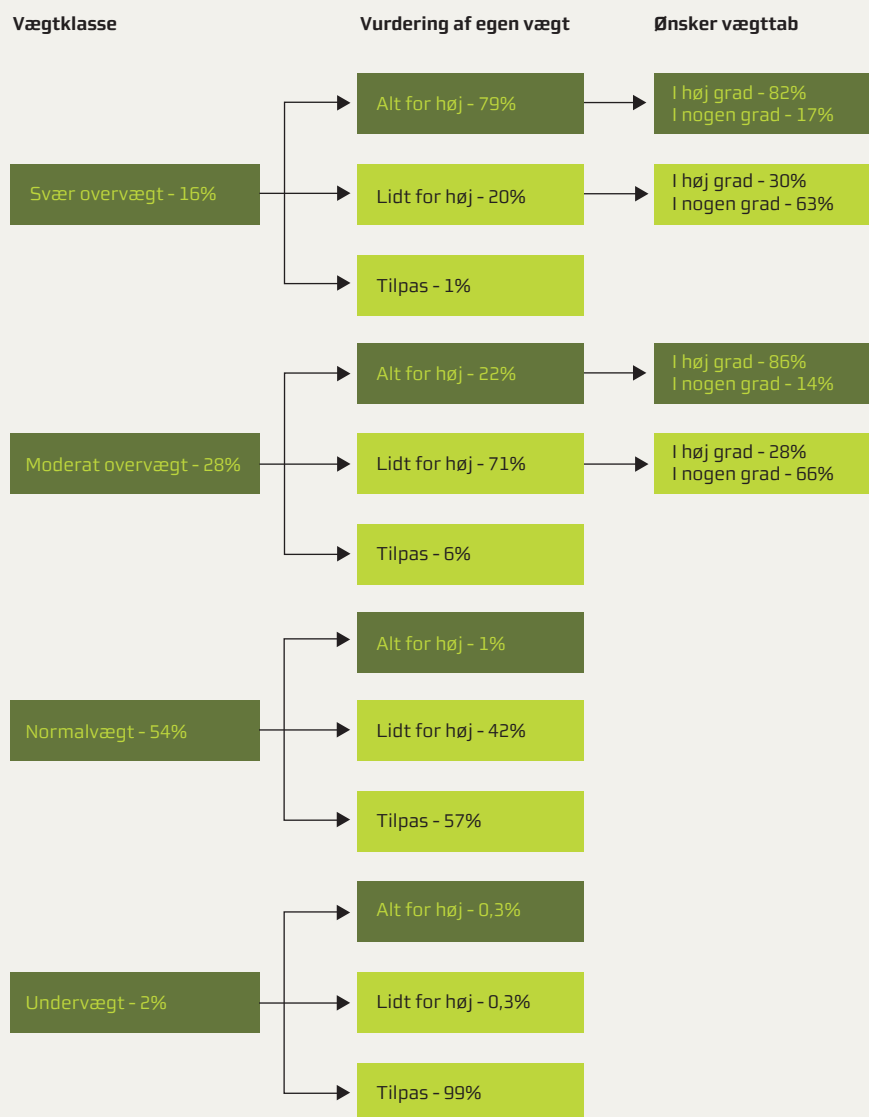 Vægtklasse
Vurdering af egen vægt
Ønsker vægttab
Svær overvægt - 16%
Alt for høj - 79%
I høj grad - 82%
I nogen grad - 17%
Lidt for høj - 20%
I høj grad - 30%
I nogen grad - 63%
Tilpas - 1%
Moderat overvægt - 28%
Alt for høj - 22%
I høj grad - 86%
I nogen grad - 14%
Lidt for høj - 71%
I høj grad - 28%
I nogen grad - 66%
Tilpas - 6%
Normalvægt - 54%
Alt for høj - 1%
Lidt for høj - 42%
Tilpas - 57%
Undervægt - 2%
Alt for høj - 0,3%
Lidt for høj - 0,3%
Tilpas - 99%